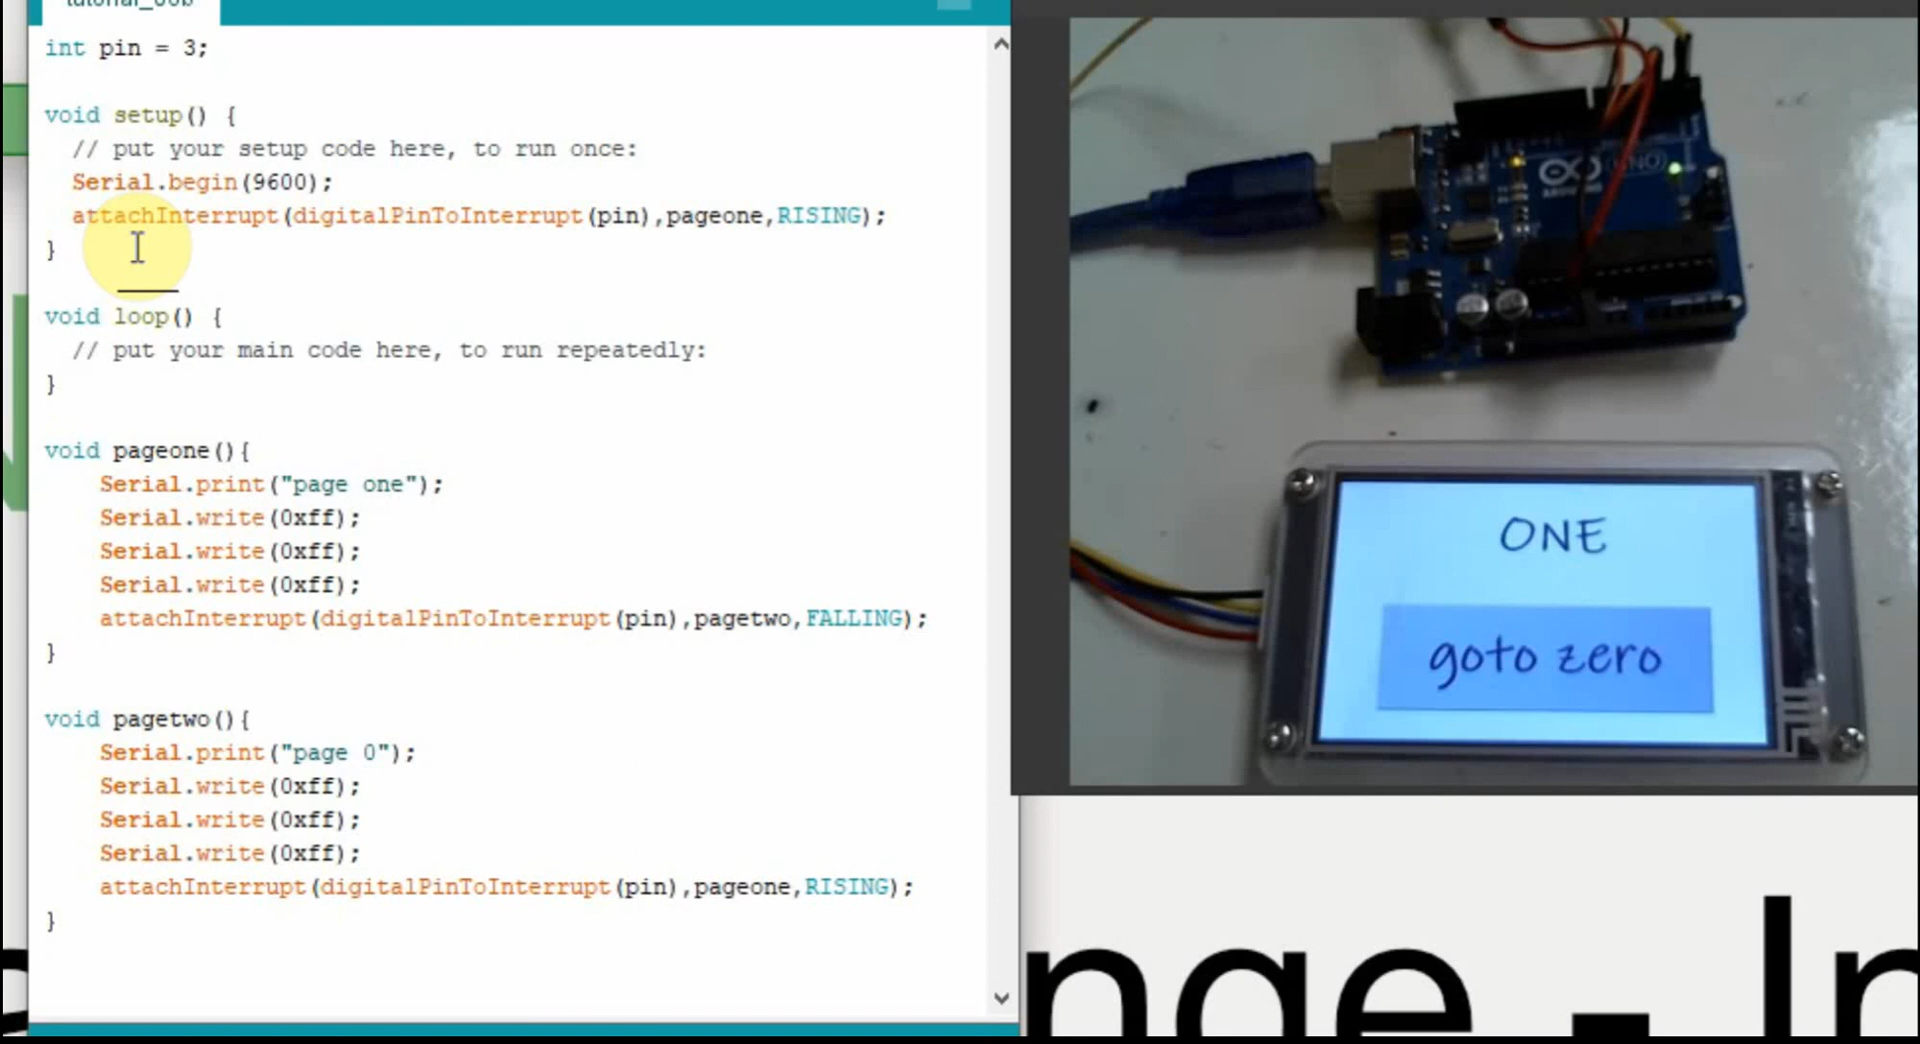 int pin = 3;
void setup() {
// put your setup code here, to run once:
Serial.begin(9600);
attachInterrupt(digitalPinToInterrupt(pin),pageone,RISING);
}
void loop() {
// put your main code here, to run repeatedly:
}
void pageone(){
Serial.print("page one");
Serial.write(0xff);
Serial.write(0xff);
Serial.write(0xff);
attachInterrupt(digitalPinToInterrupt(pin),pagetwo,FALLING);
}
void pagetwo(){
Serial.print("page 0");
Serial.write(0xff);
Serial.write(0xff);
Serial.write(0xff);
attachInterrupt(digitalPinToInterrupt(pin),pageone,RISING);
}
UNO
ONE
goto zero
nge - In